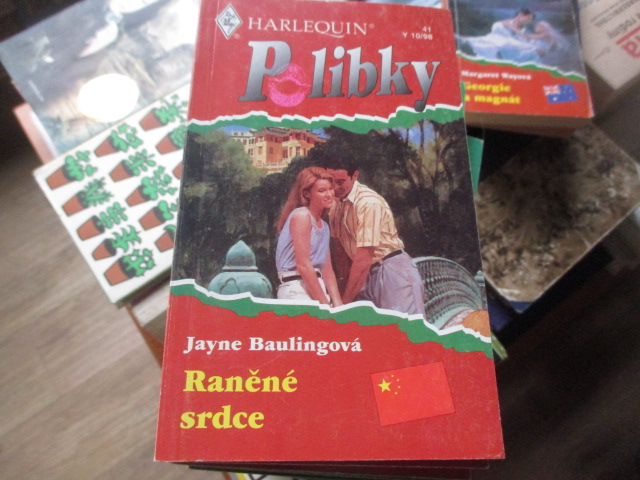 HARLEQUIN®
41
Y 10/98
Polibky
Jayne Baulingová
Raněné
srdce
Margaret Wayová
Georgie
a magnát